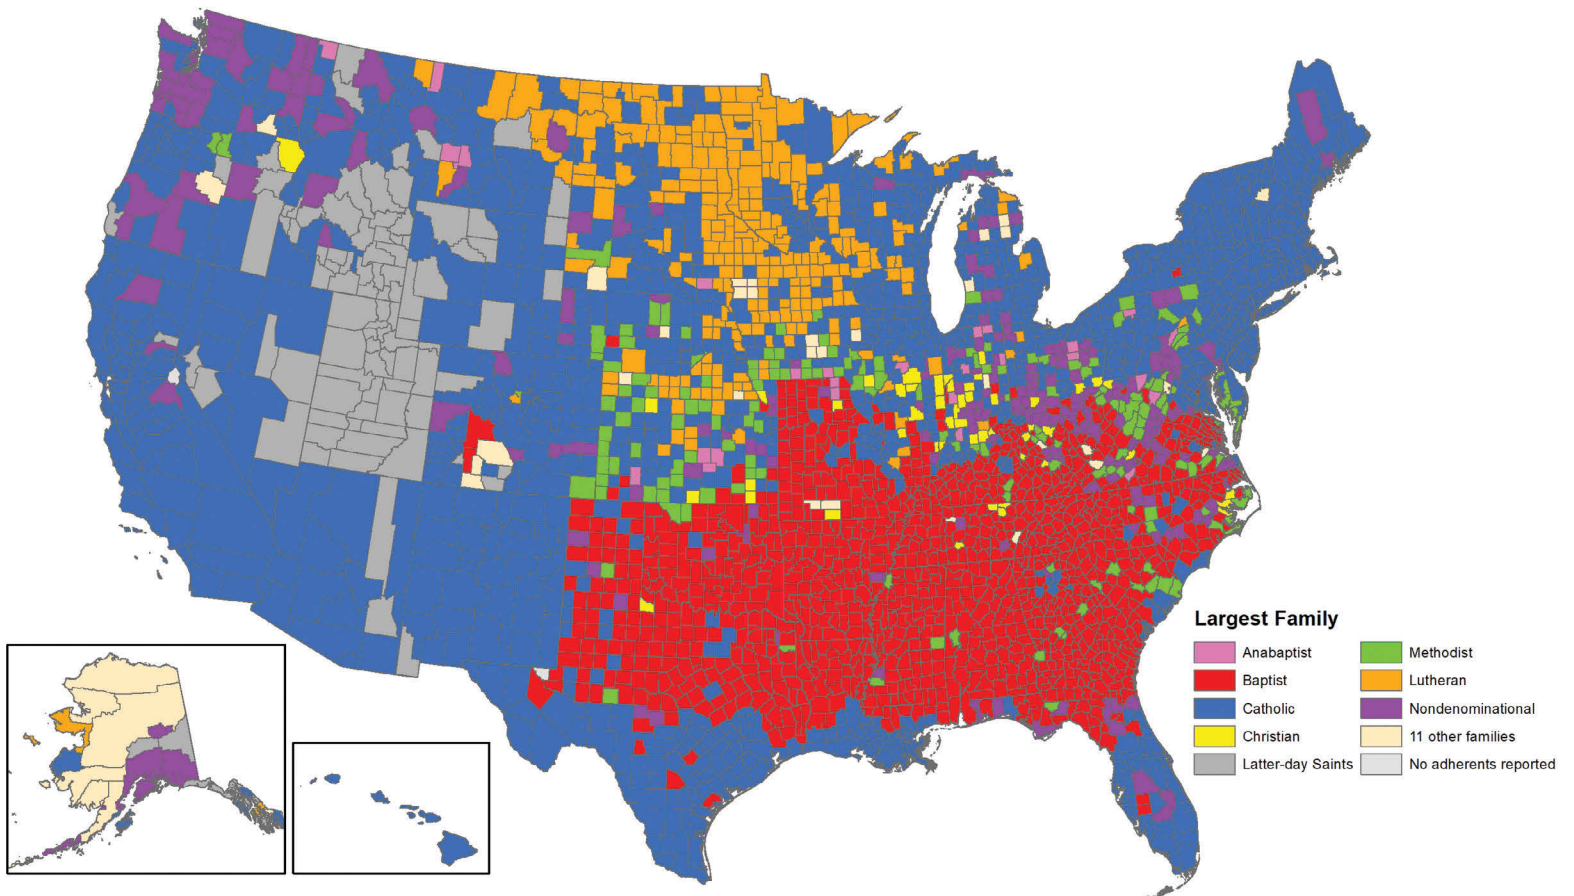 Largest Family
Anabaptist
Methodist
Baptist
Lutheran
Catholic
Nondenominational
Christian
11 other families
Latter-day Saints
No adherents reported